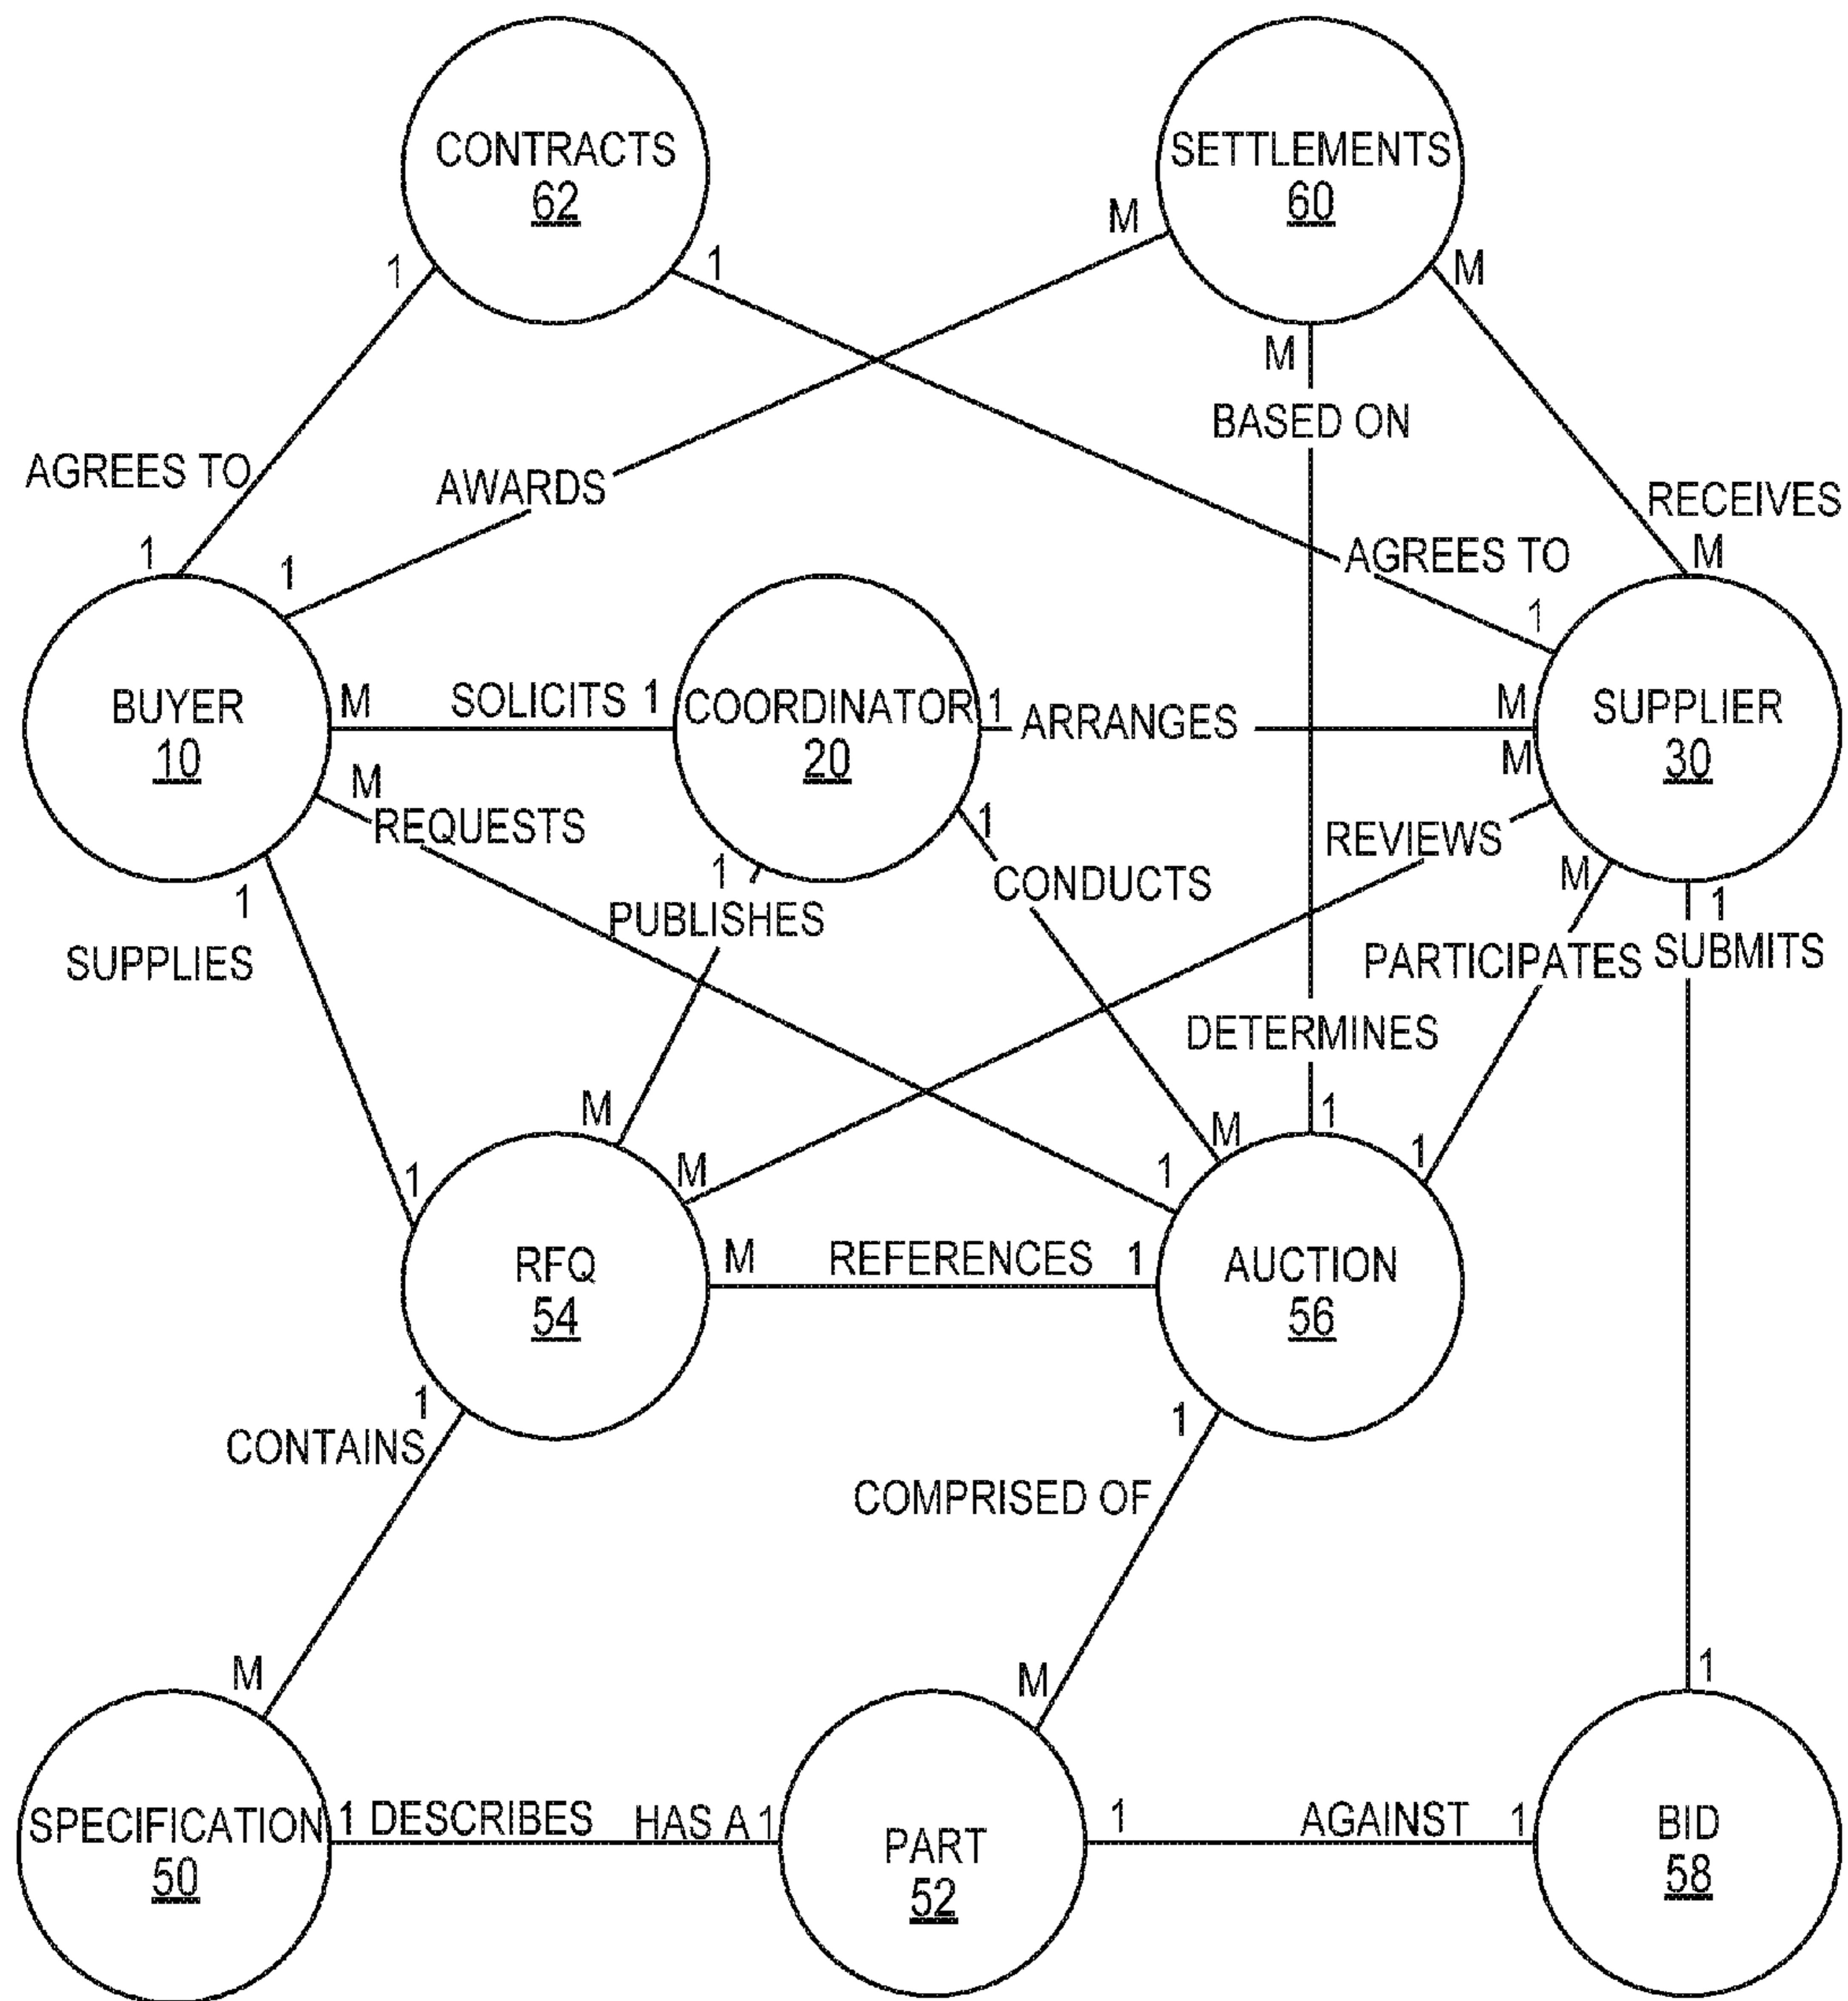 CONTRACTS
62
SETTLEMENTS
60
M
1
1
M
M
BASED ON
AGREES TO
AWARDS
RECEIVES
1
1
AGREES TO
M
1
BUYER
10
M
SOLICITS
1
COORDINATOR
20
1
ARRANGES
M
SUPPLIER
30
M
M
REQUESTS
1
REVIEWS
1
CONDUCTS
M
1
1
PUBLISHES
SUPPLIES
PARTICIPATES
SUBMITS
DETERMINES
M
1
M
1
1
M
1
RFQ
54
M
REFERENCES
1
AUCTION
56
1
CONTAINS
1
COMPRISED OF
M
M
1
SPECIFICATION
50
1
DESCRIBES
HAS A
1
PART
52
1
AGAINST
1
BID
58